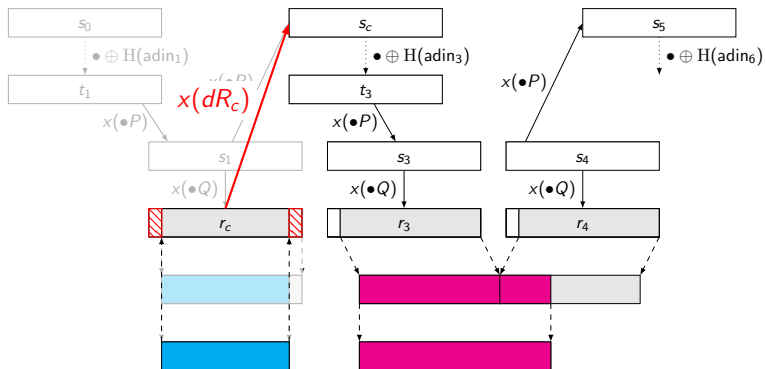 s₀ s_c s₅
• ⊕ H(adin₁) • ⊕ H(adin₃) • ⊕ H(adin₆)
t₁ x(•P) x(dR_c) t₃ x(•P)
x(•P) x(•P)
s₁ s₃ s₄
x(•Q) x(•Q) x(•Q)
r_c r₃ r₄